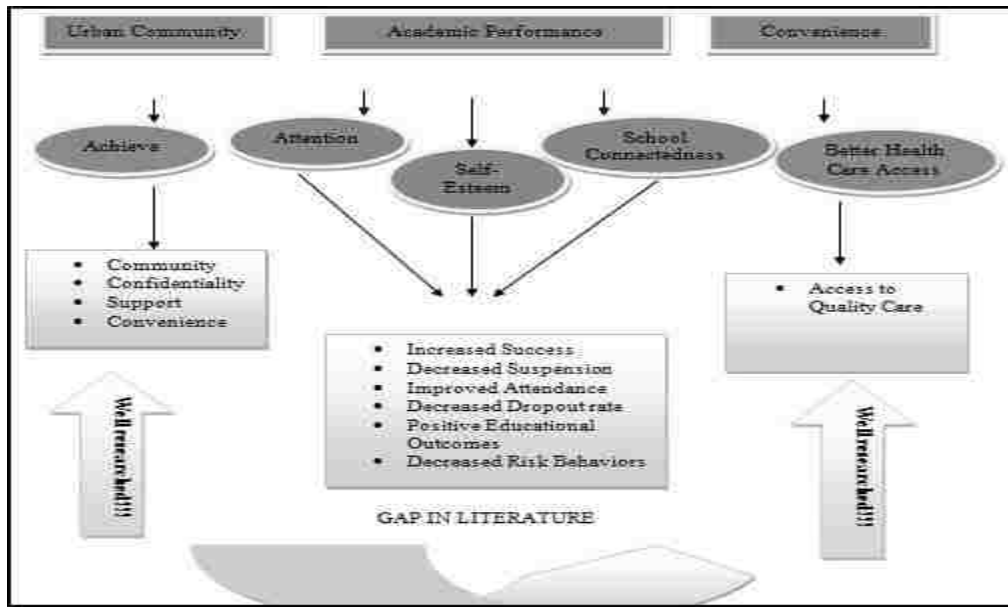 Urban Community
Academic Performance
Convenience
Achieve
Attention
Self-
Esteem
School
Connectedness
Better Health
Care Access
• Community
• Confidentiality
• Support
• Convenience
• Increased Success
• Decreased Suspension
• Improved Attendance
• Decreased Dropout rate
• Positive Educational
Outcomes
• Decreased Risk Behaviors
• Access to
Quality Care
Well researched!!!
Well researched!!!
GAP IN LITERATURE